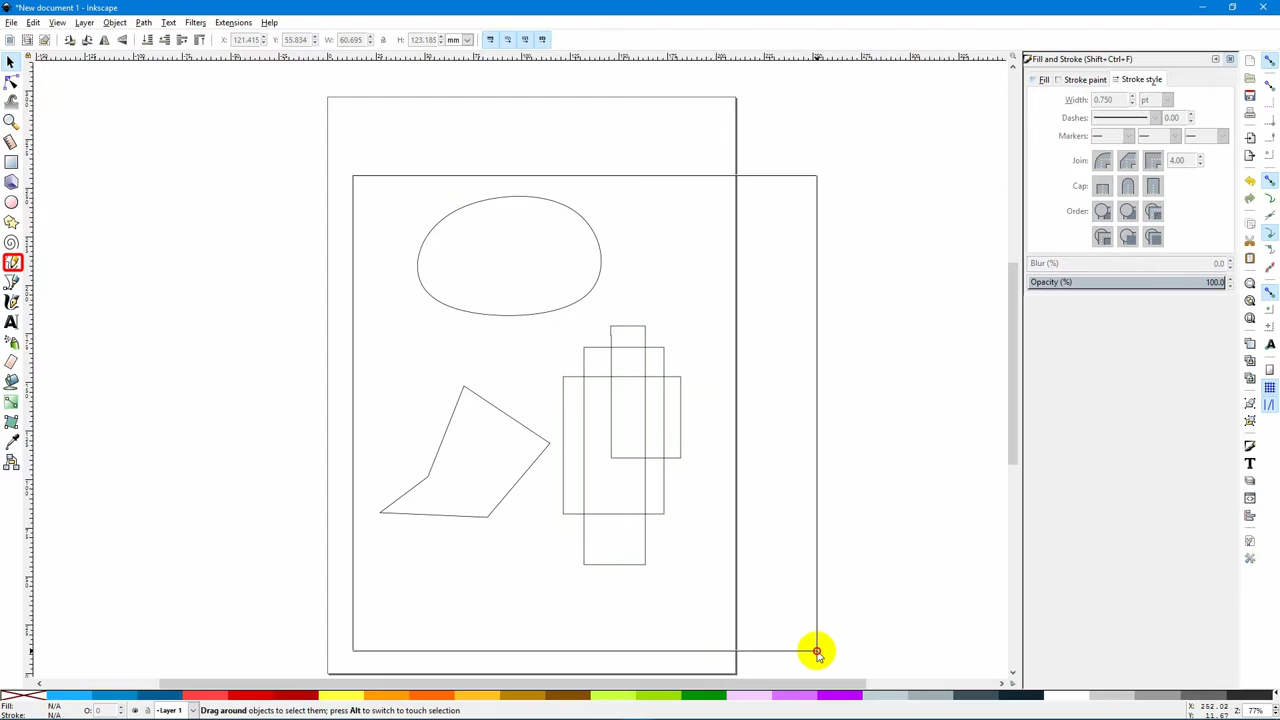 *New document 1 - Inkscape
File Edit View Layer Object Path Text Filters Extensions Help
X: 121.415 Y: 55.834 W: 60.695 H: 123.185 mm
Fill and Stroke (Shift+Ctrl+F)
Fill Stroke paint Stroke style
Width: 0.750 pt
Dashes: 0.00
Markers:
Join: 4.00
Cap:
Order:
Blur (%) 0.0
Opacity (%) 100.0
Fill: N/A
Stroke: N/A
O: 0
Layer 1
Drag around objects to select them; press Alt to switch to touch selection
X: 252.02
Y: 11.67
Z: 77%